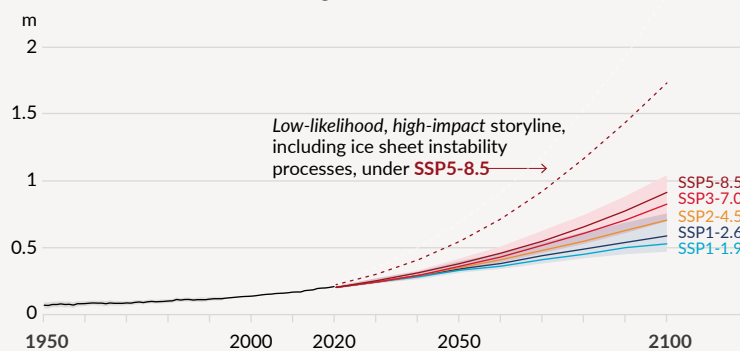 m
2
1.5
Low-likelihood, high-impact storyline,
including ice sheet instability
processes, under SSP5-8.5
1
SSP5-8.5
SSP3-7.0
SSP2-4.5
SSP1-2.6
SSP1-1.9
0.5
0
1950 2000 2020 2050 2100